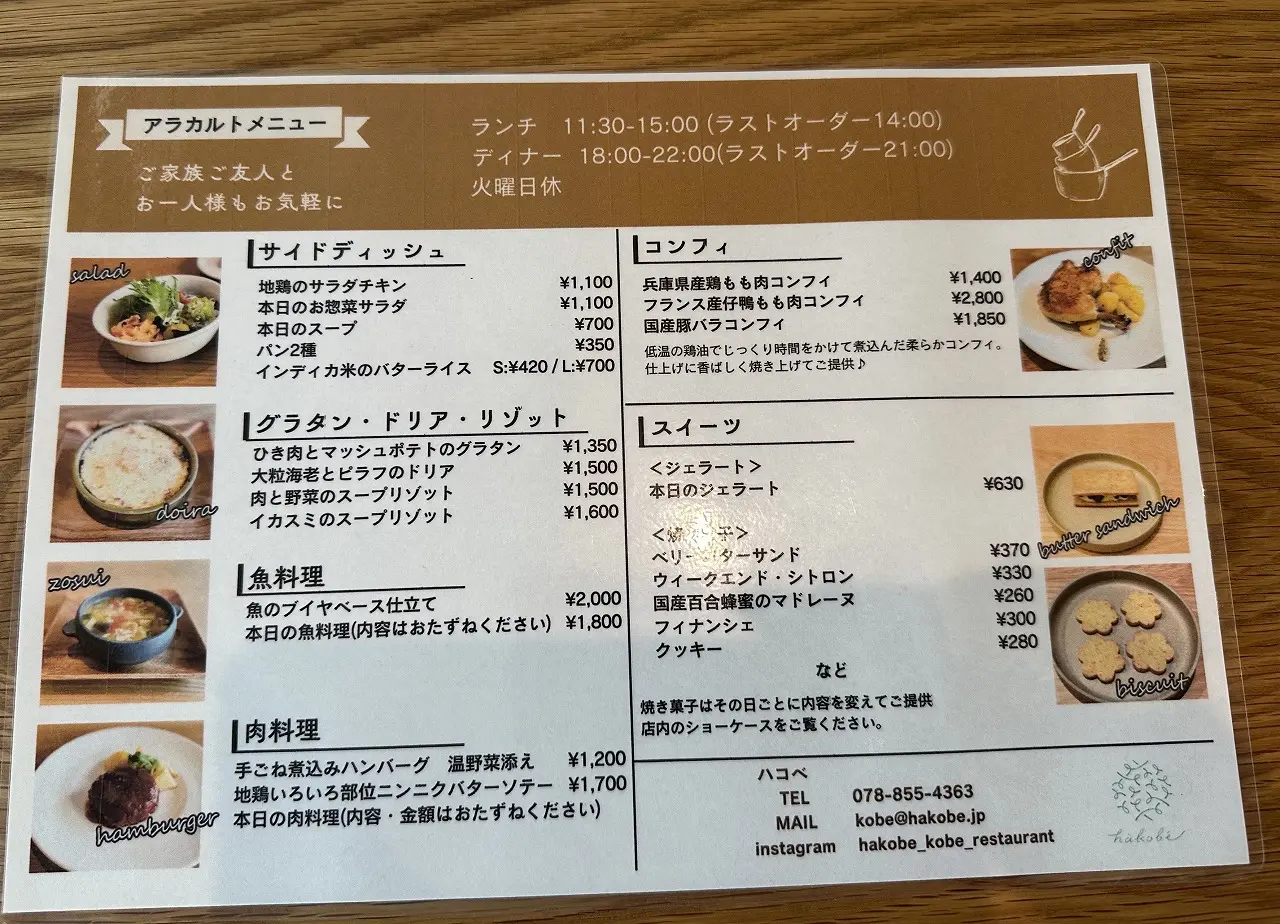 アラカルトメニュー
ご家族ご友人と
お一人様もお気軽に
ランチ 11:30-15:00 (ラストオーダー14:00)
ディナー 18:00-22:00(ラストオーダー21:00)
火曜日休
サイドディッシュ
salad
地鶏のサラダチキン ¥1,100
本日のお惣菜サラダ ¥1,100
本日のスープ ¥700
パン2種 ¥350
インディカ米のバターライス S:¥420 / L:¥700
グラタン・ドリア・リゾット
ひき肉とマッシュポテトのグラタン ¥1,350
大粒海老とピラフのドリア ¥1,500
肉と野菜のスープリゾット ¥1,500
イカスミのスープリゾット ¥1,600
doira
魚料理
zosui
魚のブイヤベース仕立て ¥2,000
本日の魚料理(内容はおたずねください) ¥1,800
肉料理
手ごね煮込みハンバーグ 温野菜添え ¥1,200
地鶏いろいろ部位ニンニクバターソテー ¥1,700
本日の肉料理(内容・金額はおたずねください)
hamburger
コンフィ
confit
兵庫県産鶏もも肉コンフィ ¥1,400
フランス産仔鴨もも肉コンフィ ¥2,800
国産豚バラコンフィ ¥1,850
低温の鶏油でじっくり時間をかけて煮込んだ柔らかコンフィ。
仕上げに香ばしく焼き上げてご提供♪
スイーツ
＜ジェラート＞
本日のジェラート ¥630
＜焼き菓子＞
ベリーバターサンド ¥370
ウィークエンド・シトロン ¥330
国産百合蜂蜜のマドレーヌ ¥260
フィナンシェ ¥300
クッキー ¥280
など
butter sandwich
biscuit
焼き菓子はその日ごとに内容を変えてご提供
店内のショーケースをご覧ください。
ハコベ
TEL 078-855-4363
MAIL kobe@hakobe.jp
instagram hakobe_kobe_restaurant
hakobe